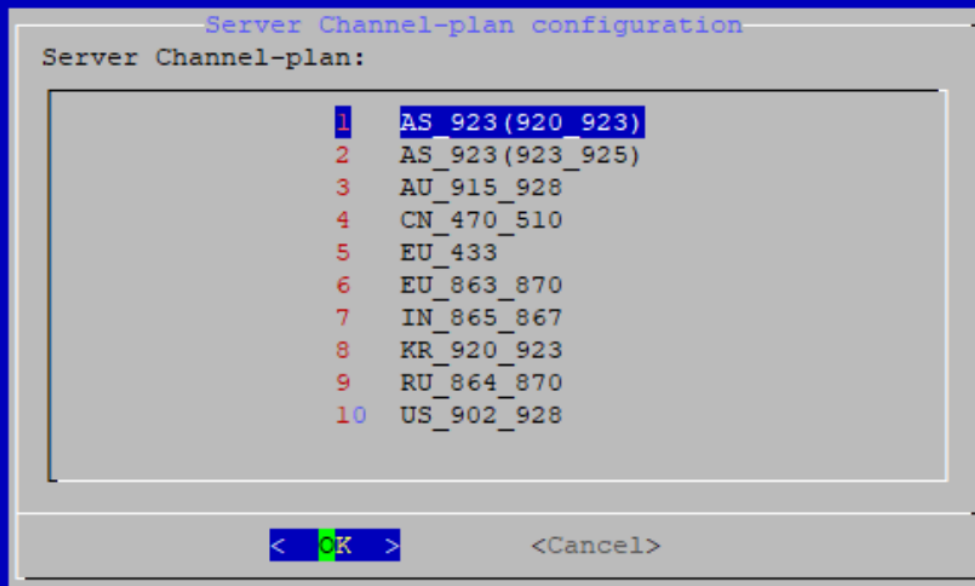 Server Channel-plan configuration
Server Channel-plan:
1 AS_923(920_923)
2 AS_923(923_925)
3 AU_915_928
4 CN_470_510
5 EU_433
6 EU_863_870
7 IN_865_867
8 KR_920_923
9 RU_864_870
10 US_902_928
< OK > <Cancel>